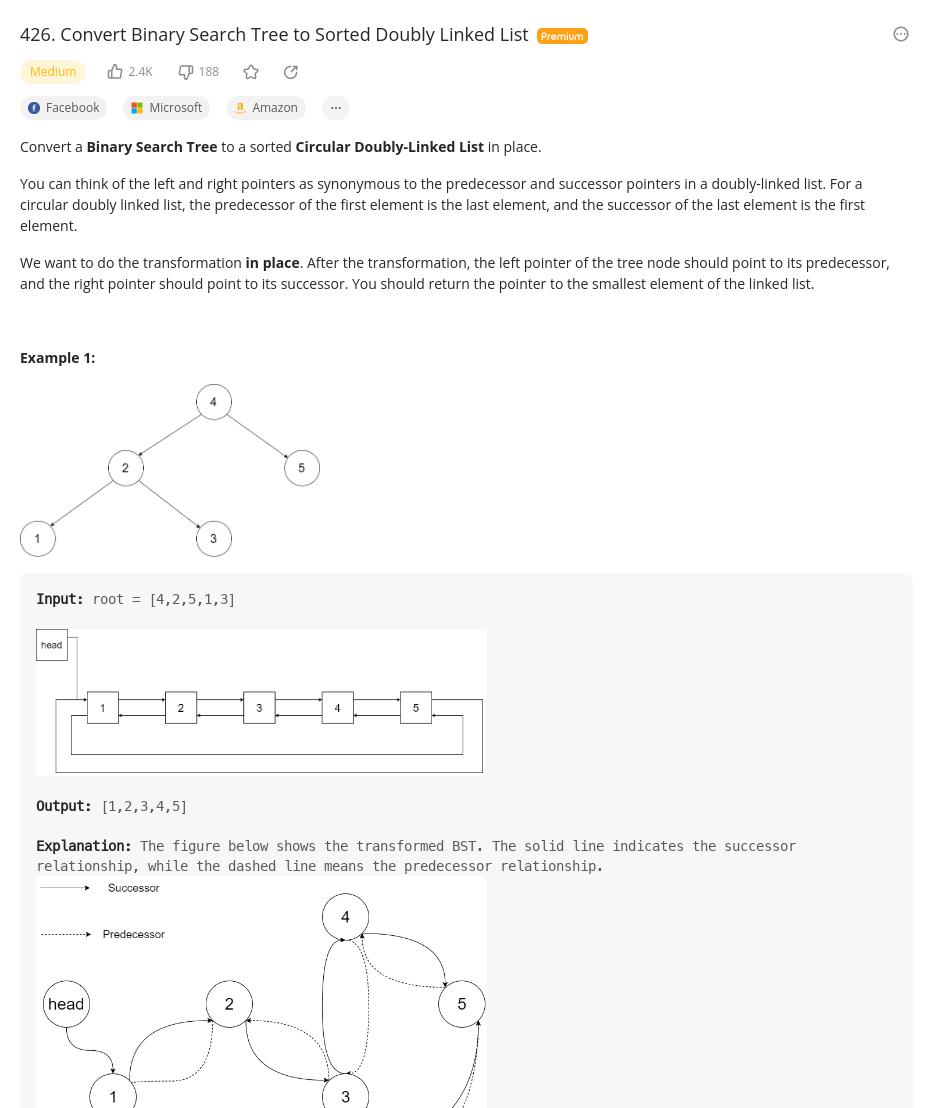 426. Convert Binary Search Tree to Sorted Doubly Linked List Premium
Medium 2.4K 188
Facebook Microsoft Amazon ...
Convert a Binary Search Tree to a sorted Circular Doubly-Linked List in place.
You can think of the left and right pointers as synonymous to the predecessor and successor pointers in a doubly-linked list. For a
circular doubly linked list, the predecessor of the first element is the last element, and the successor of the last element is the first
element.
We want to do the transformation in place. After the transformation, the left pointer of the tree node should point to its predecessor,
and the right pointer should point to its successor. You should return the pointer to the smallest element of the linked list.
Example 1:
4
2 5
1 3
Input: root = [4,2,5,1,3]
head
1 2 3 4 5
Output: [1,2,3,4,5]
Explanation: The figure below shows the transformed BST. The solid line indicates the successor
relationship, while the dashed line means the predecessor relationship.
Successor
4
Predecessor
head 2 5
1 3